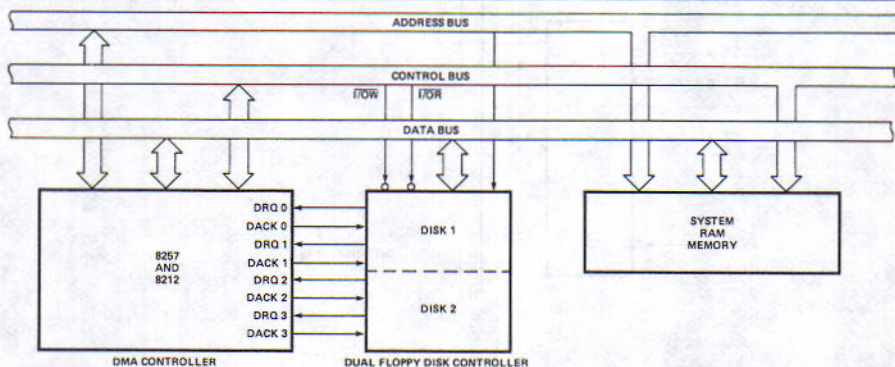 ADDRESS BUS
CONTROL BUS
I/OW I/OR
DATA BUS
8257
AND
8212
DRQ 0
DACK 0
DRQ 1
DACK 1
DRQ 2
DACK 2
DRQ 3
DACK 3
DISK 1
DISK 2
SYSTEM
RAM
MEMORY
DMA CONTROLLER
DUAL FLOPPY DISK CONTROLLER